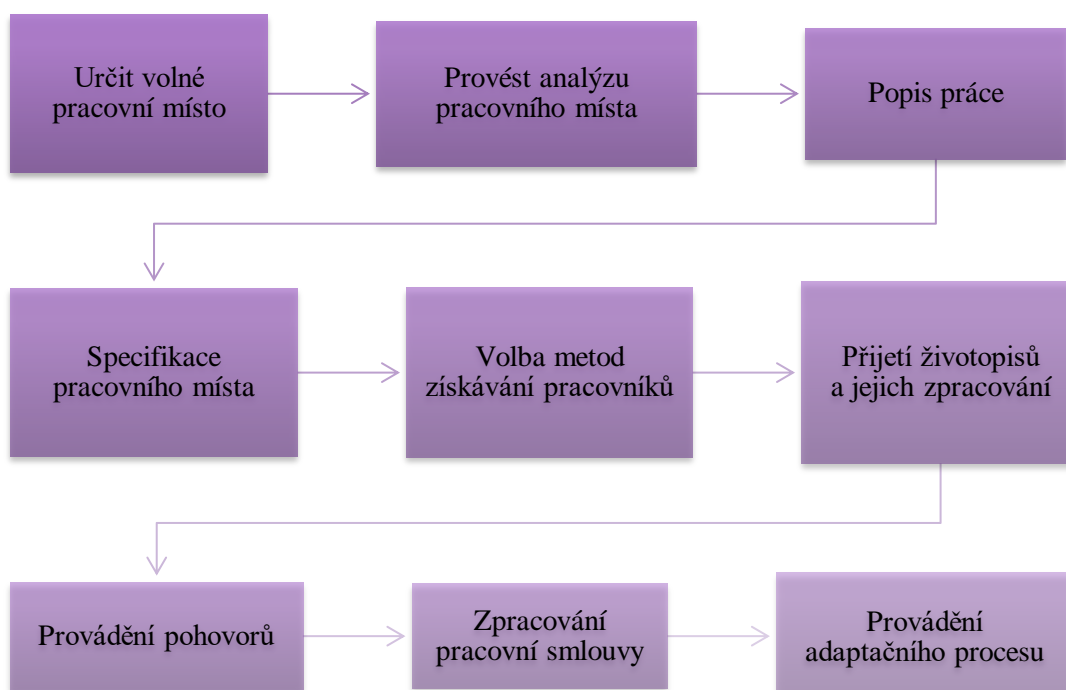 Určit volné
pracovní místo
Provést analýzu
pracovního místa
Popis práce
Specifikace
pracovního místa
Volba metod
získávání pracovníků
Přijetí životopisů
a jejich zpracování
Provádění pohovorů
Zpracování
pracovní smlouvy
Provádění
adaptačního procesu